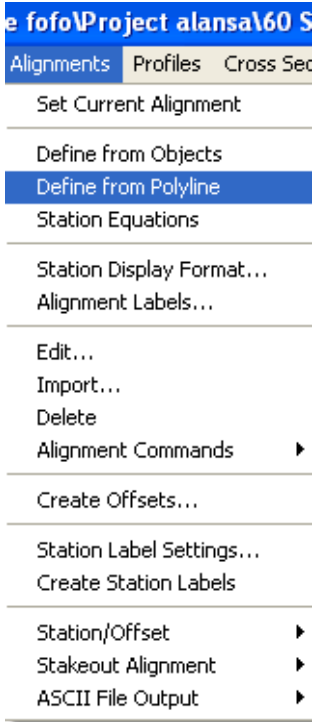 e fofo\Project alansa\60 S
Alignments Profiles Cross Sec
Set Current Alignment
Define from Objects
Define from Polyline
Station Equations
Station Display Format...
Alignment Labels...
Edit...
Import...
Delete
Alignment Commands
Create Offsets...
Station Label Settings...
Create Station Labels
Station/Offset
Stakeout Alignment
ASCII File Output